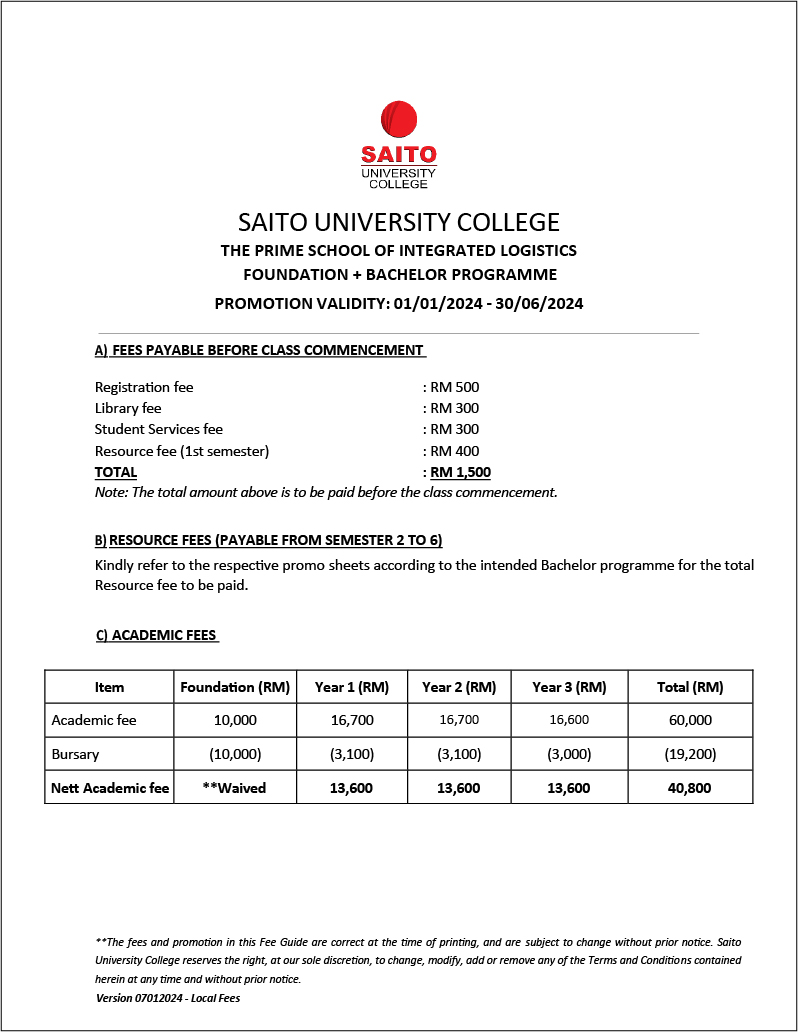 SAITO
UNIVERSITY
COLLEGE
SAITO UNIVERSITY COLLEGE
THE PRIME SCHOOL OF INTEGRATED LOGISTICS
FOUNDATION + BACHELOR PROGRAMME
PROMOTION VALIDITY: 01/01/2024 - 30/06/2024
A) FEES PAYABLE BEFORE CLASS COMMENCEMENT
Registration fee : RM 500
Library fee : RM 300
Student Services fee : RM 300
Resource fee (1st semester) : RM 400
TOTAL : RM 1,500
Note: The total amount above is to be paid before the class commencement.
B) RESOURCE FEES (PAYABLE FROM SEMESTER 2 TO 6)
Kindly refer to the respective promo sheets according to the intended Bachelor programme for the total
Resource fee to be paid.
C) ACADEMIC FEES
Item Foundation (RM) Year 1 (RM) Year 2 (RM) Year 3 (RM) Total (RM)
Academic fee 10,000 16,700 16,700 16,600 60,000
Bursary (10,000) (3,100) (3,100) (3,000) (19,200)
Nett Academic fee **Waived 13,600 13,600 13,600 40,800
**The fees and promotion in this Fee Guide are correct at the time of printing, and are subject to change without prior notice. Saito
University College reserves the right, at our sole discretion, to change, modify, add or remove any of the Terms and Conditions contained
herein at any time and without prior notice.
Version 07012024 - Local Fees